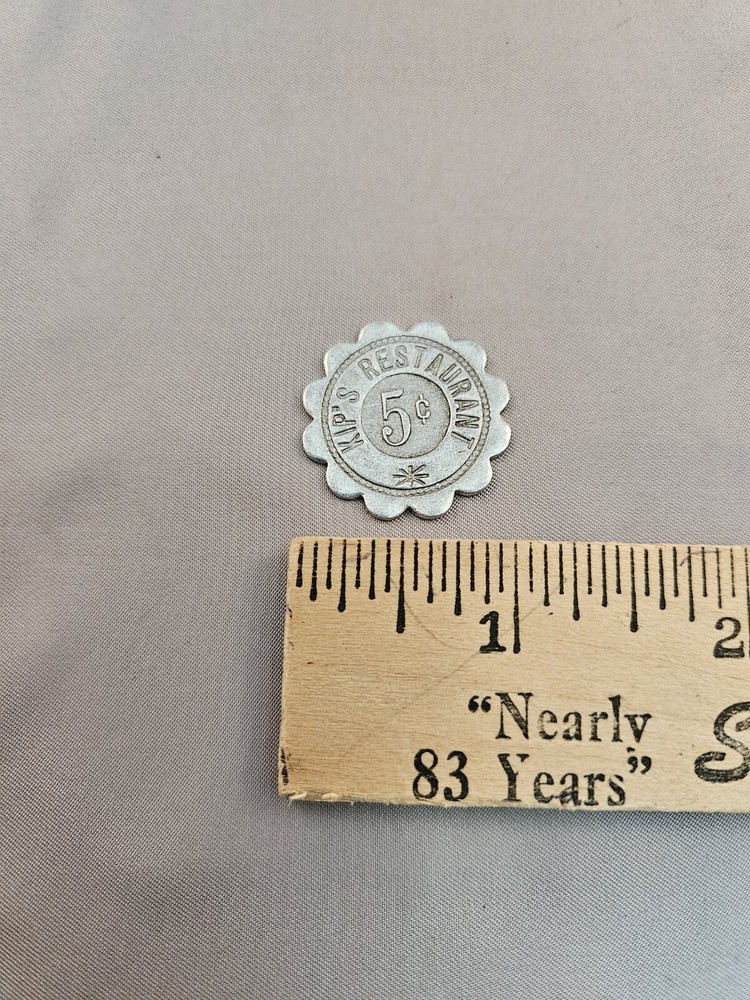 KIP'S RESTAURANT
5¢
1 2
"Nearly
83 Years"
S